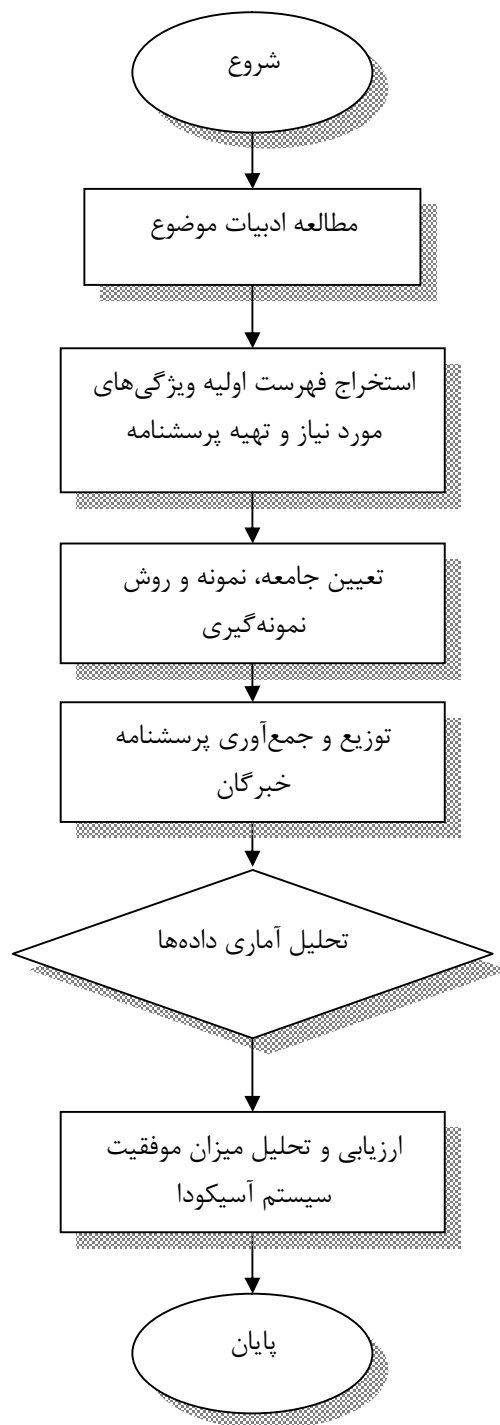 شروع
مطالعه ادبیات موضوع
استخراج فهرست اولیه ویژگی‌های
مورد نیاز و تهیه پرسشنامه
تعیین جامعه، نمونه و روش
نمونه‌گیری
توزیع و جمع‌آوری پرسشنامه
خبرگان
تحلیل آماری داده‌ها
ارزیابی و تحلیل میزان موفقیت
سیستم آسیکودا
پایان